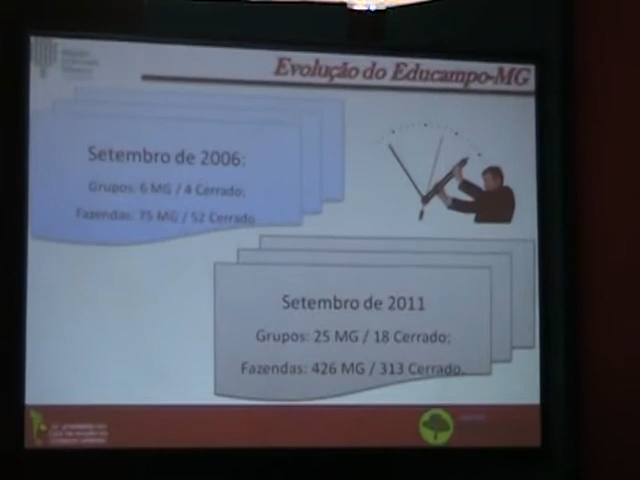 Evolução do Educampo-MG
Setembro de 2006:
Grupos: 6 MG / 4 Cerrado;
Fazendas: 75 MG / 52 Cerrado
Setembro de 2011
Grupos: 25 MG / 18 Cerrado;
Fazendas: 426 MG / 313 Cerrado.